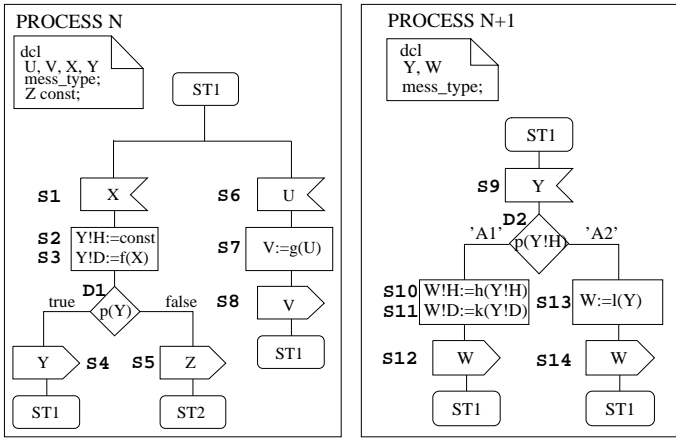 PROCESS N
dcl
U, V, X, Y
mess_type;
Z const;
ST1
S1
X
S6
U
S2
Y!H:=const
S3
Y!D:=f(X)
S7
V:=g(U)
D1
true
p(Y)
false
S8
V
Y
S4
S5
Z
ST1
ST1
ST2
PROCESS N+1
dcl
Y, W
mess_type;
ST1
S9
Y
D2
'A1'
p(Y!H)
'A2'
S10
W!H:=h(Y!H)
S11
W!D:=k(Y!D)
S13
W:=l(Y)
S12
W
S14
W
ST1
ST1